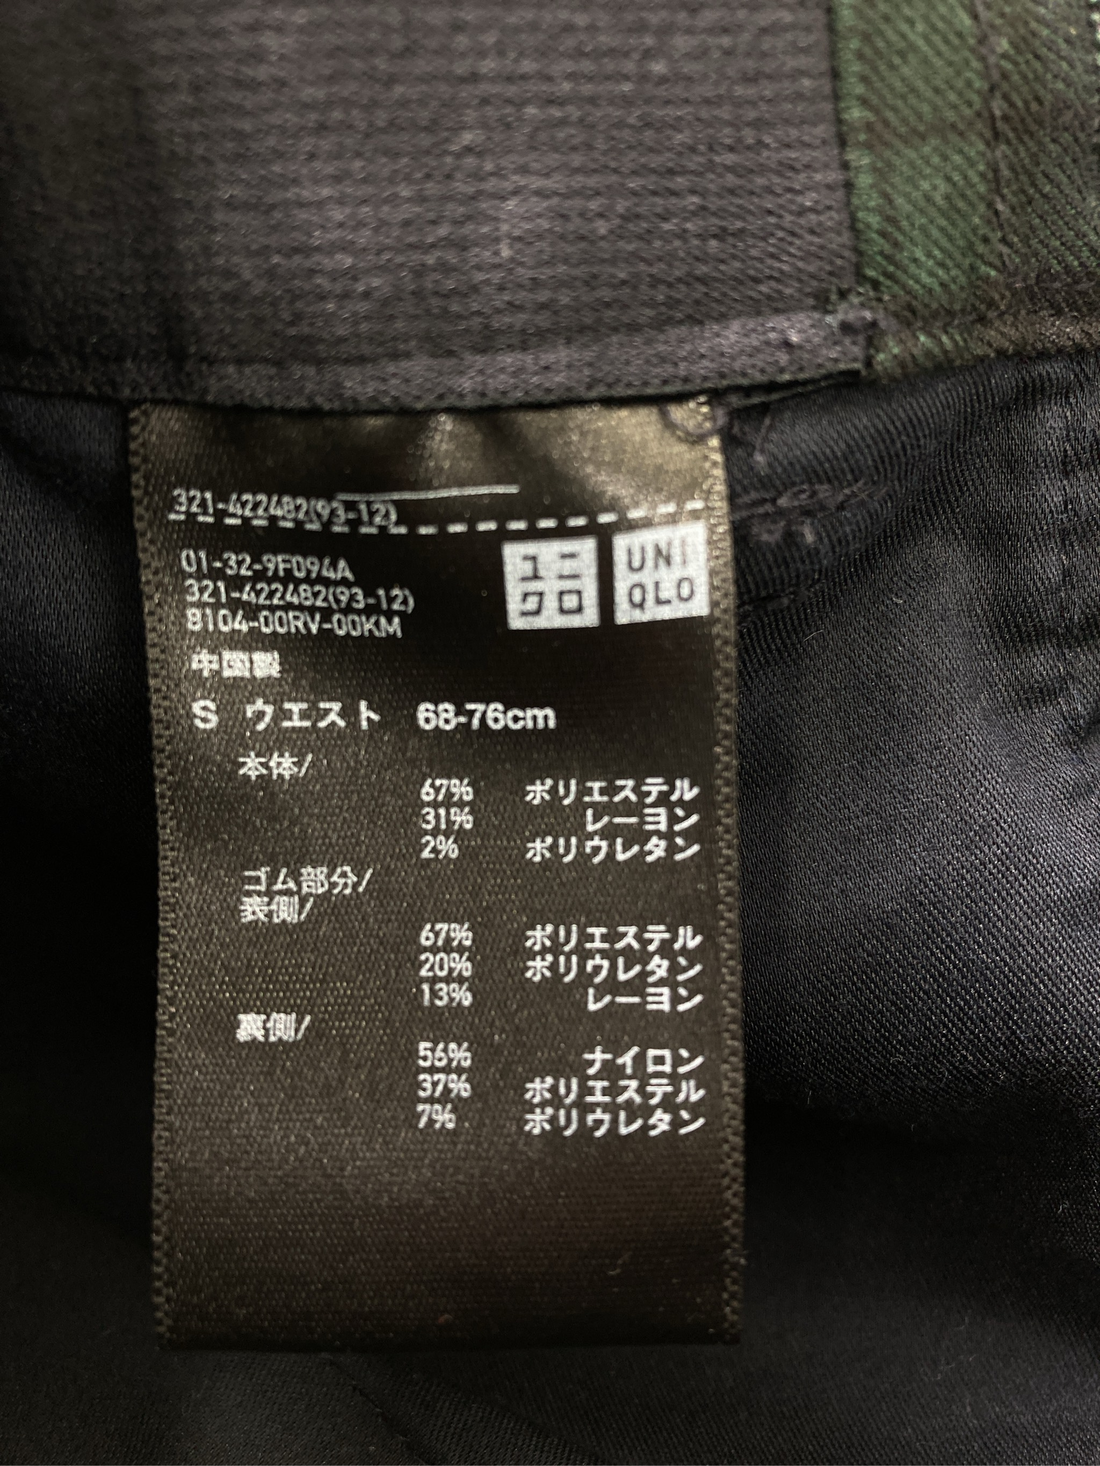 321-422482(93-12)
01-32-9F094A
321-422482(93-12)
8104-00RV-00KM
ユニ
クロ
UNI
QLO
中国製
S ウエスト 68-76cm
本体/
67% ポリエステル
31% レーヨン
2% ポリウレタン
ゴム部分/
表側/
67% ポリエステル
20% ポリウレタン
13% レーヨン
裏側/
56% ナイロン
37% ポリエステル
7% ポリウレタン